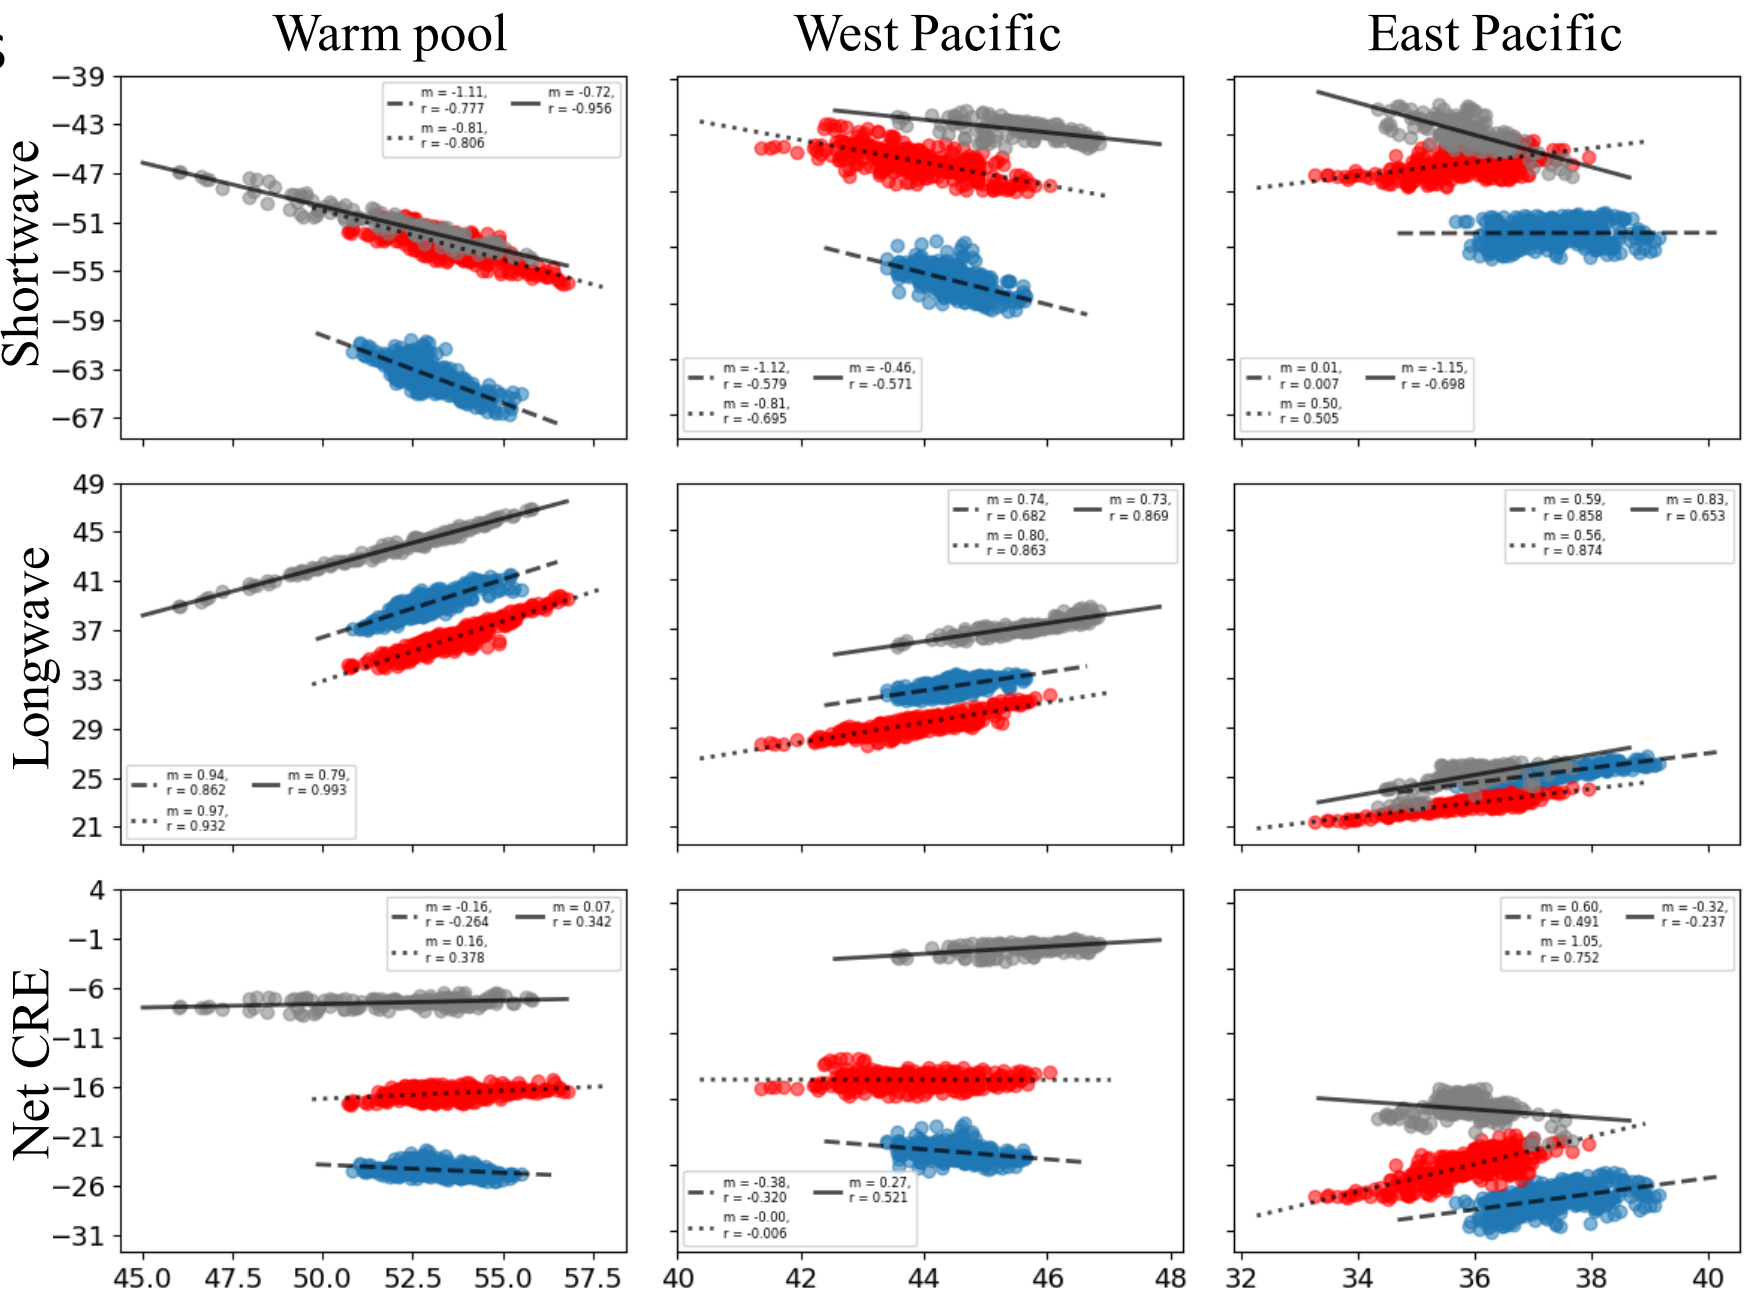 s
Warm pool
West Pacific
East Pacific
Shortwave
−39
−43
−47
−51
−55
−59
−63
−67
m = -1.11,
r = -0.777
m = -0.72,
r = -0.956
m = -0.81,
r = -0.806
m = -1.12,
r = -0.579
m = -0.46,
r = -0.571
m = -0.81,
r = -0.695
m = 0.01,
r = 0.007
m = -1.15,
r = -0.698
m = 0.50,
r = 0.505
Longwave
49
45
41
37
33
29
25
21
m = 0.94,
r = 0.862
m = 0.79,
r = 0.993
m = 0.97,
r = 0.932
m = 0.74,
r = 0.682
m = 0.73,
r = 0.869
m = 0.80,
r = 0.863
m = 0.59,
r = 0.858
m = 0.83,
r = 0.653
m = 0.56,
r = 0.874
Net CRE
4
−1
−6
−11
−16
−21
−26
−31
m = -0.16,
r = -0.264
m = 0.07,
r = 0.342
m = 0.16,
r = 0.378
m = -0.38,
r = -0.320
m = 0.27,
r = 0.521
m = -0.00,
r = -0.006
m = 0.60,
r = 0.491
m = -0.32,
r = -0.237
m = 1.05,
r = 0.752
45.0 47.5 50.0 52.5 55.0 57.5
40 42 44 46 48
32 34 36 38 40